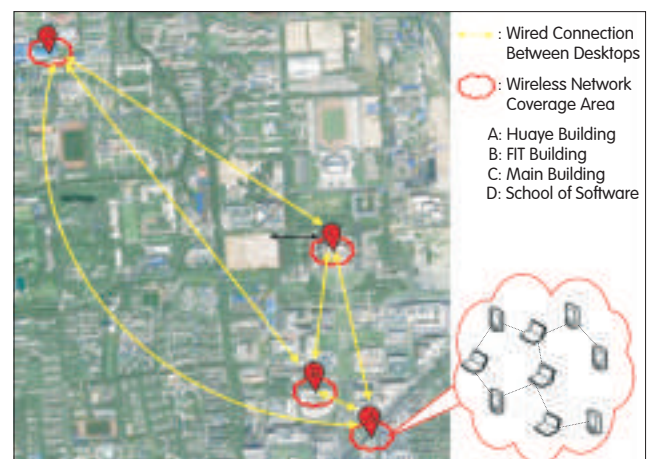 : Wired Connection
Between Desktops
: Wireless Network
Coverage Area
A: Huaye Building
B: FIT Building
C: Main Building
D: School of Software